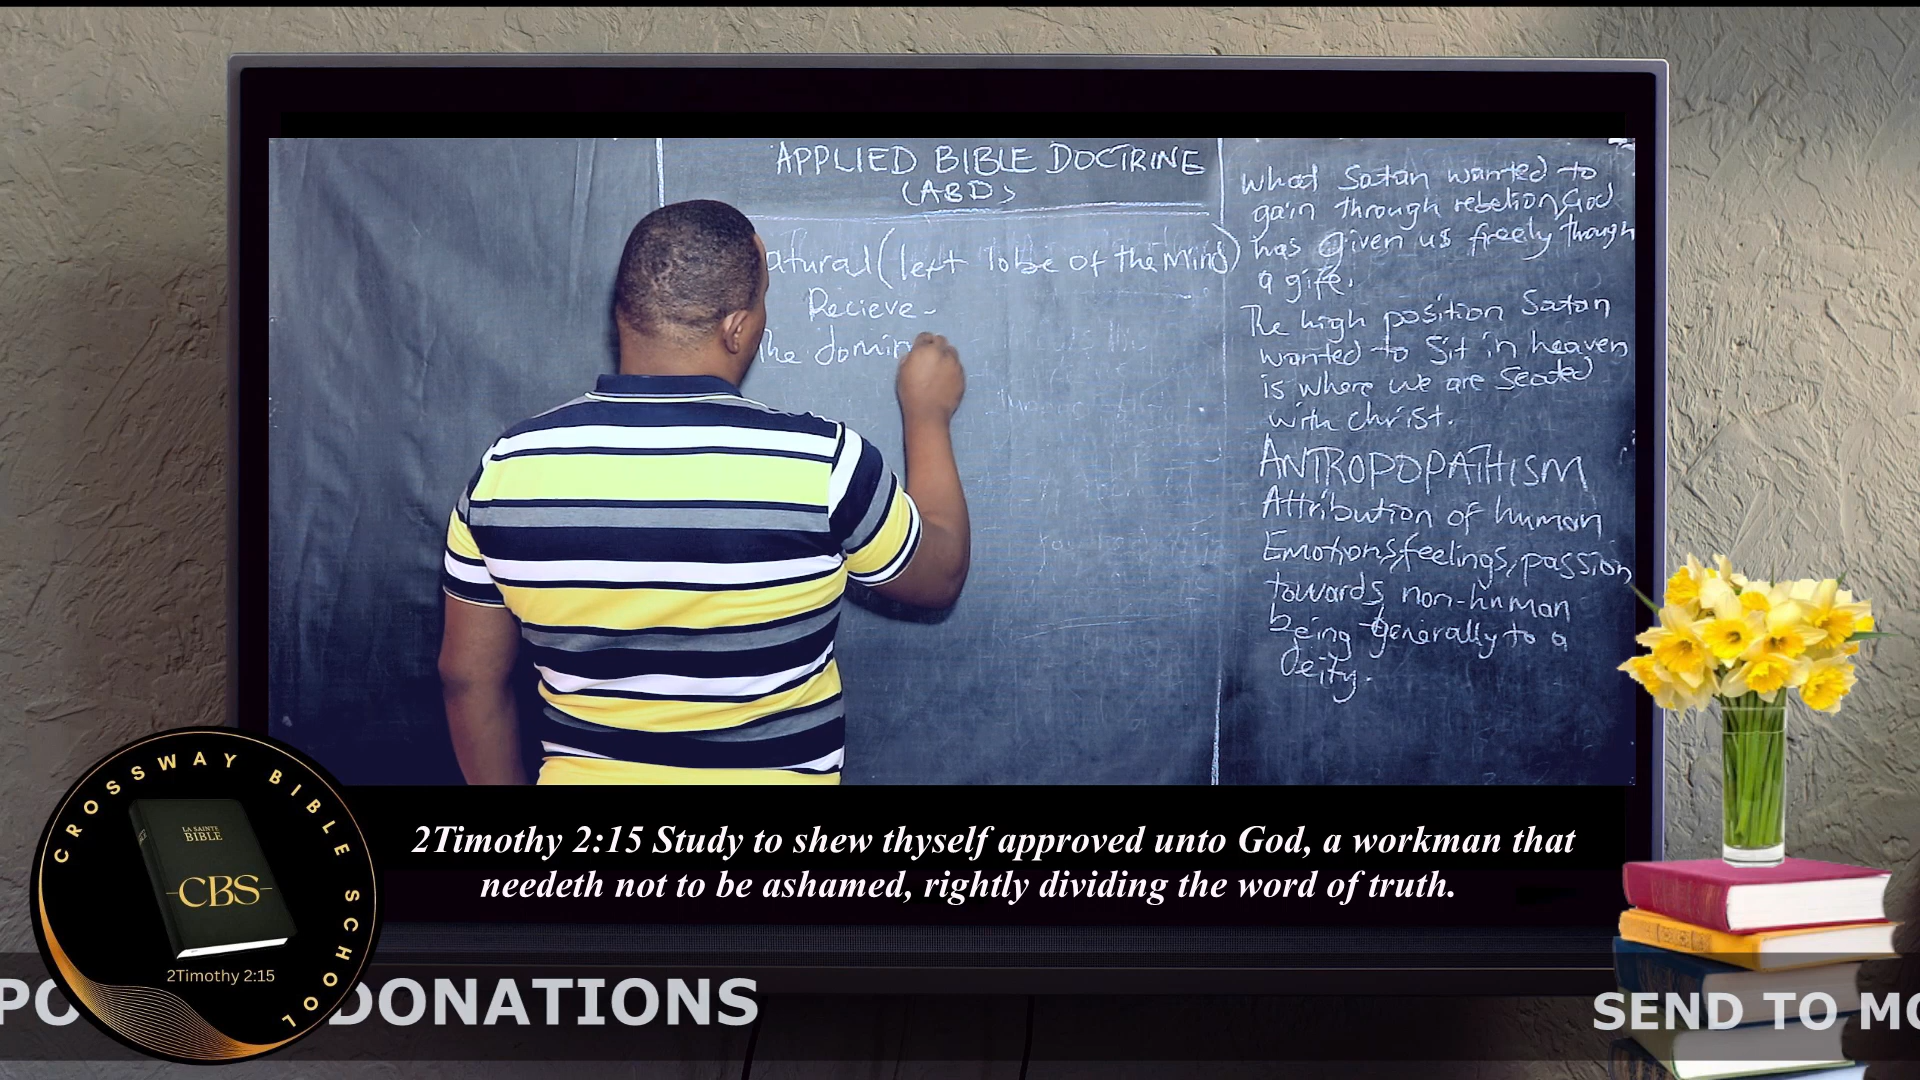 APPLIED BIBLE DOCTRINE
(ABD)
atural (left lobe of the Mind)
Recieve-
The domin
What Satan wanted to
gain through rebelion, God
has given us freely through
a gife.
The high position Satan
wanted to Sit in heaven
is where we are Seated
with christ.
ANTROPOPATHISM
Attribution of human
Emotions, feelings, passion
towards non-human
being generally to a
Deity.
2Timothy 2:15 Study to shew thyself approved unto God, a workman that
needeth not to be ashamed, rightly dividing the word of truth.
CROSSWAY BIBLE SCHOOL
LA SAINTE
BIBLE
CBS
2Timothy 2:15
PO DONATIONS
SEND TO MO